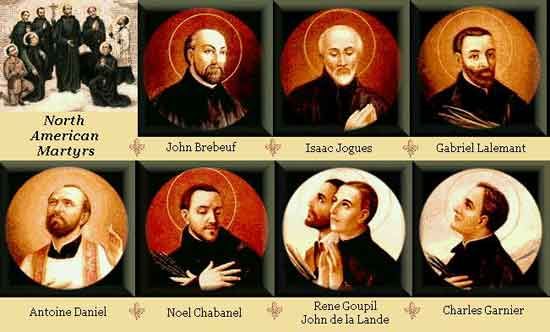 North
American
Martyrs
John Brebeuf
Isaac Jogues
Gabriel Lalemant
Antoine Daniel
Noel Chabanel
Rene Goupil
John de la Lande
Charles Garnier